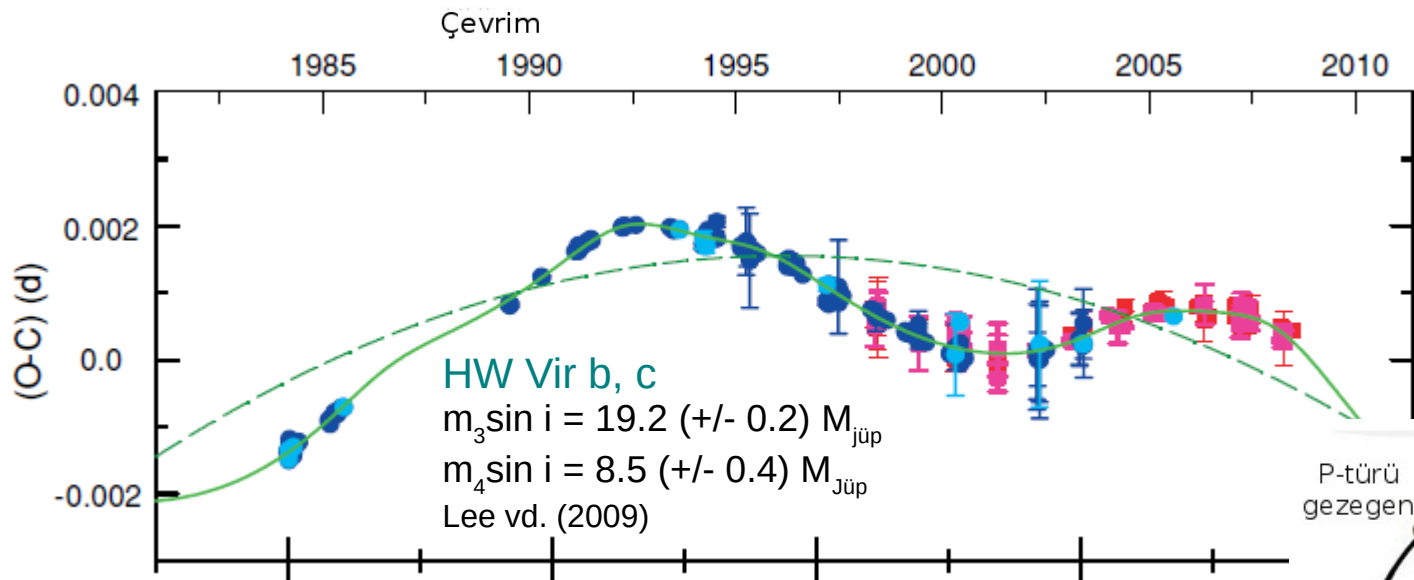 Çevrim
1985 1990 1995 2000 2005 2010
0.004
0.002
0.0
-0.002
(O-C) (d)
HW Vir b, c
m₃sin i = 19.2 (+/- 0.2) Mjüp
m₄sin i = 8.5 (+/- 0.4) MJüp
Lee vd. (2009)
P-türü
gezegen